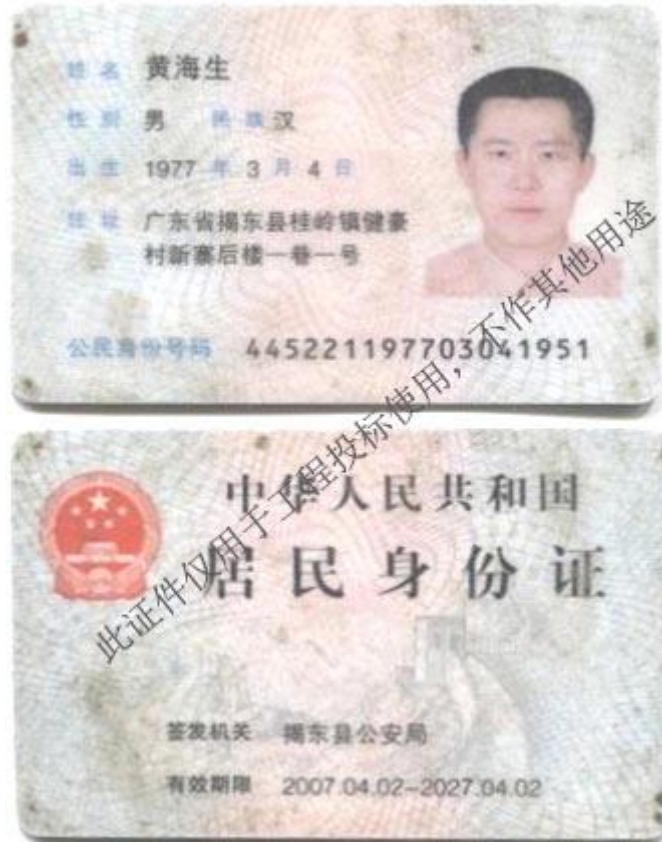 姓名 黄海生
性别 男 民族 汉
出生 1977 年 3 月 4 日
住址 广东省揭东县桂岭镇健豪
村新寨后楼一巷一号
公民身份号码 445221197703041951
此证件仅用于工程投标使用，不作其他用途
中华人民共和国
居民身份证
签发机关 揭东县公安局
有效期限 2007.04.02-2027.04.02